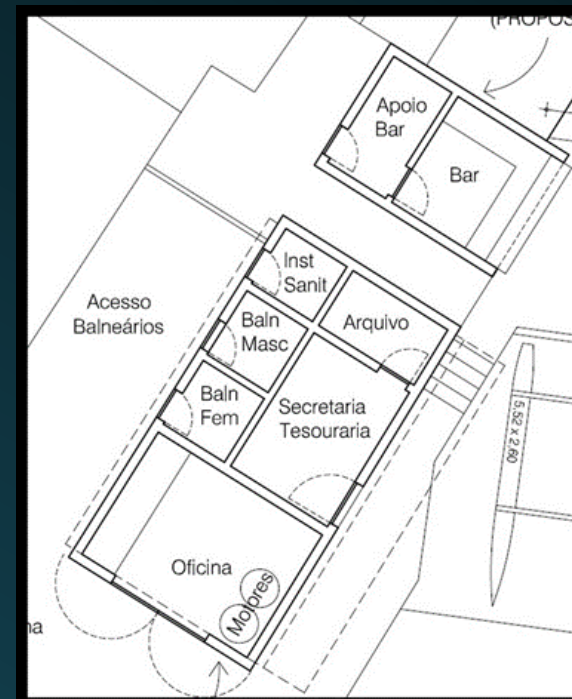 (PROPOS
Apoio
Bar
Bar
Inst
Sanit
Acesso
Balneários
Baln
Masc
Arquivo
Baln
Fem
Secretaria
Tesouraria
5,52 x 2,60
Oficina
Motores
na